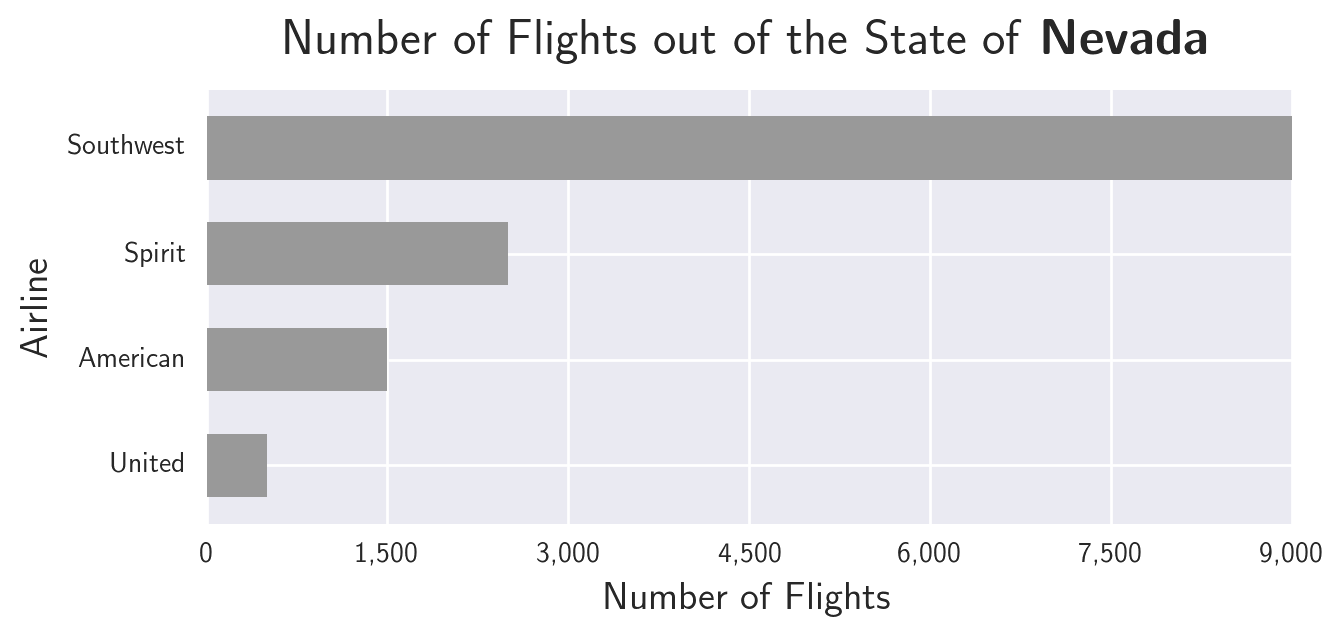 Number of Flights out of the State of Nevada
Southwest
Spirit
American
United
Airline
0 1,500 3,000 4,500 6,000 7,500 9,000
Number of Flights